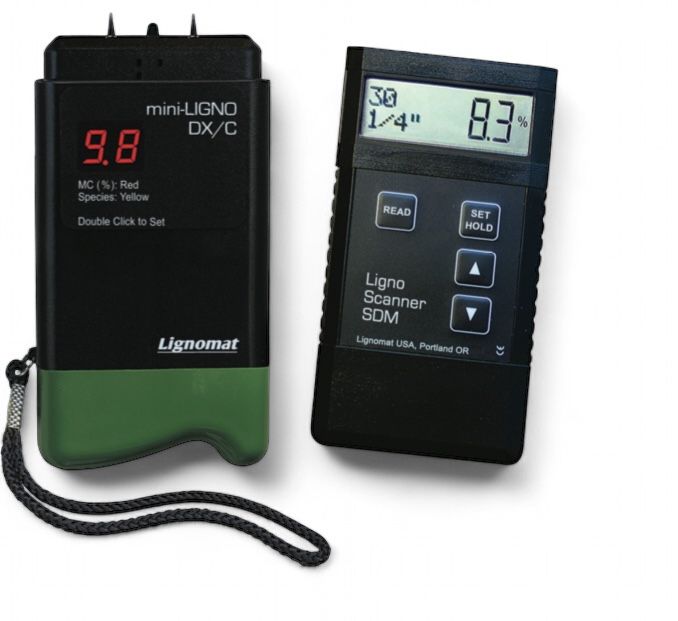 mini-LIGNO
DX/C
9.8
MC (%): Red
Species: Yellow
Double Click to Set
Lignomat
30
1/4"
8.3%
READ
SET
HOLD
▲
▼
Ligno
Scanner
SDM
Lignomat USA, Portland OR